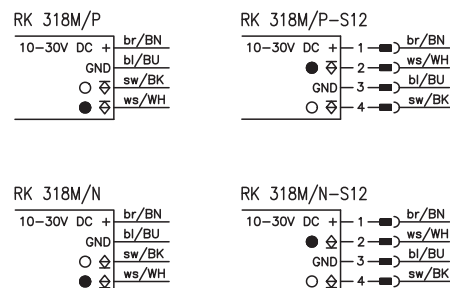 RK 318M/P
10-30V DC + br/BN
GND bl/BU
sw/BK
ws/WH
RK 318M/P-S12
10-30V DC + 1 br/BN
2 ws/WH
GND 3 bl/BU
4 sw/BK
RK 318M/N
10-30V DC + br/BN
GND bl/BU
sw/BK
ws/WH
RK 318M/N-S12
10-30V DC + 1 br/BN
2 ws/WH
GND 3 bl/BU
4 sw/BK